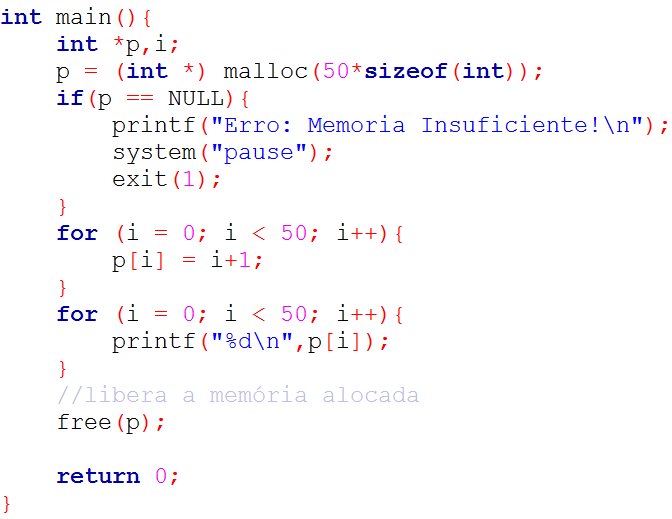 int main(){
    int *p,i;
    p = (int *) malloc(50*sizeof(int));
    if(p == NULL){
        printf("Erro: Memoria Insuficiente!\n");
        system("pause");
        exit(1);
    }
    for (i = 0; i < 50; i++){
        p[i] = i+1;
    }
    for (i = 0; i < 50; i++){
        printf("%d\n",p[i]);
    }
    //libera a memória alocada
    free(p);

    return 0;
}